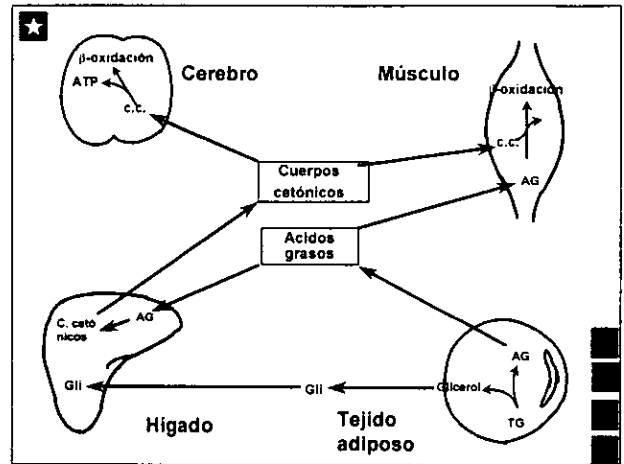 β-oxidación
ATP
c.c.
Cerebro
Músculo
β-oxidación
c.c.
AG
Cuerpos
cetónicos
Acidos
grasos
C. cetó
nicos
AG
Gli
Gli
Glicerol
AG
TG
Hígado
Tejido
adiposo